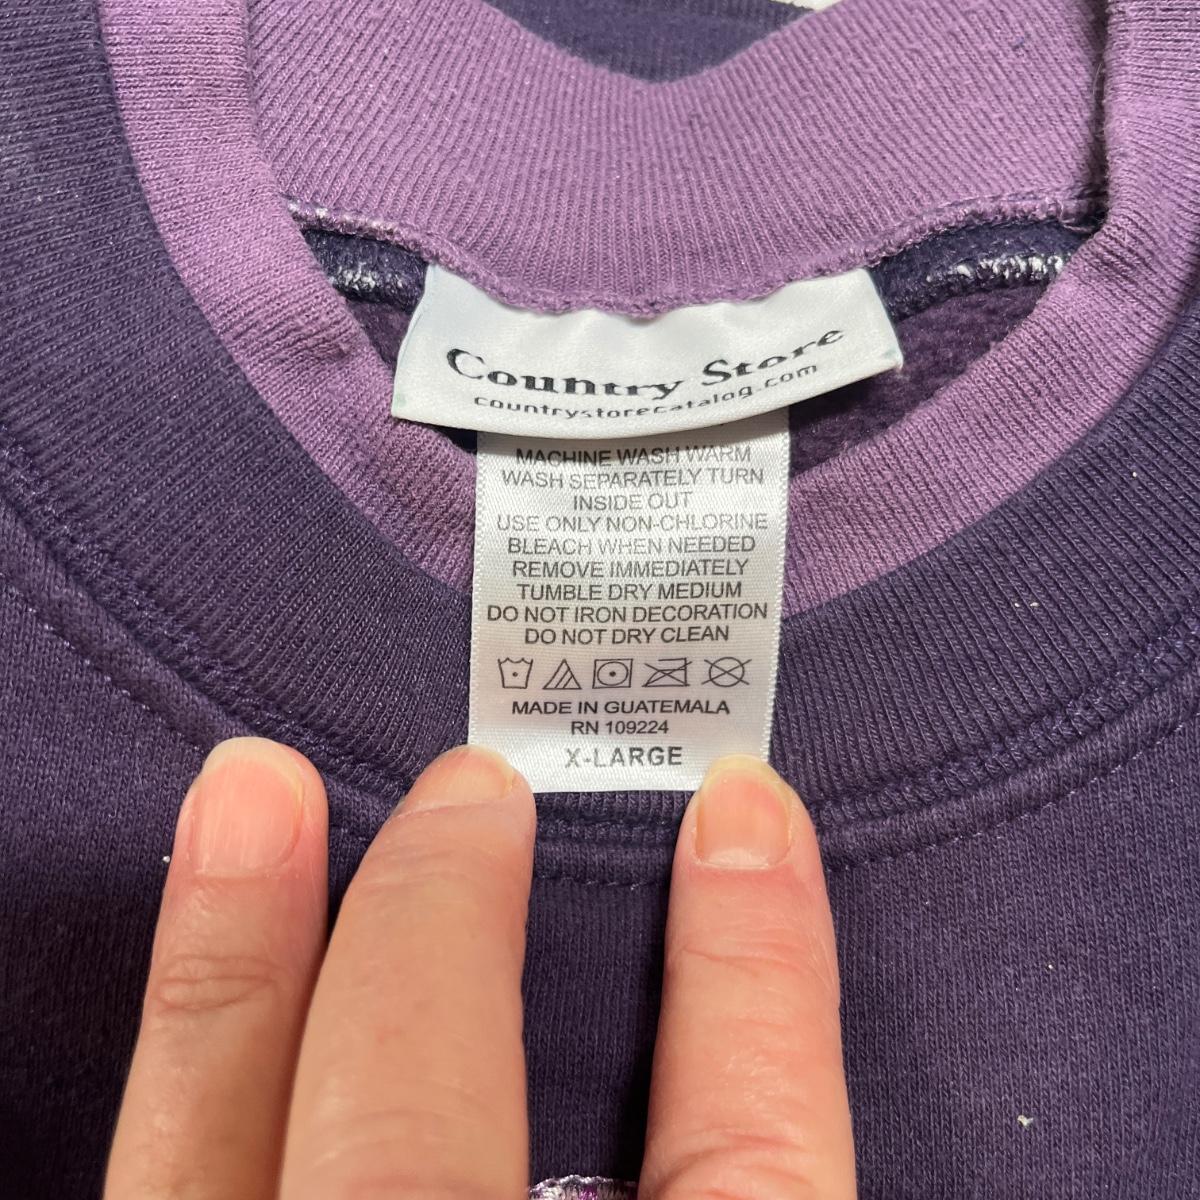 Country Store
countrystorecatalog.com
MACHINE WASH WARM
WASH SEPARATELY TURN
INSIDE OUT
USE ONLY NON-CHLORINE
BLEACH WHEN NEEDED
REMOVE IMMEDIATELY
TUMBLE DRY MEDIUM
DO NOT IRON DECORATION
DO NOT DRY CLEAN
MADE IN GUATEMALA
RN 109224
X-LARGE